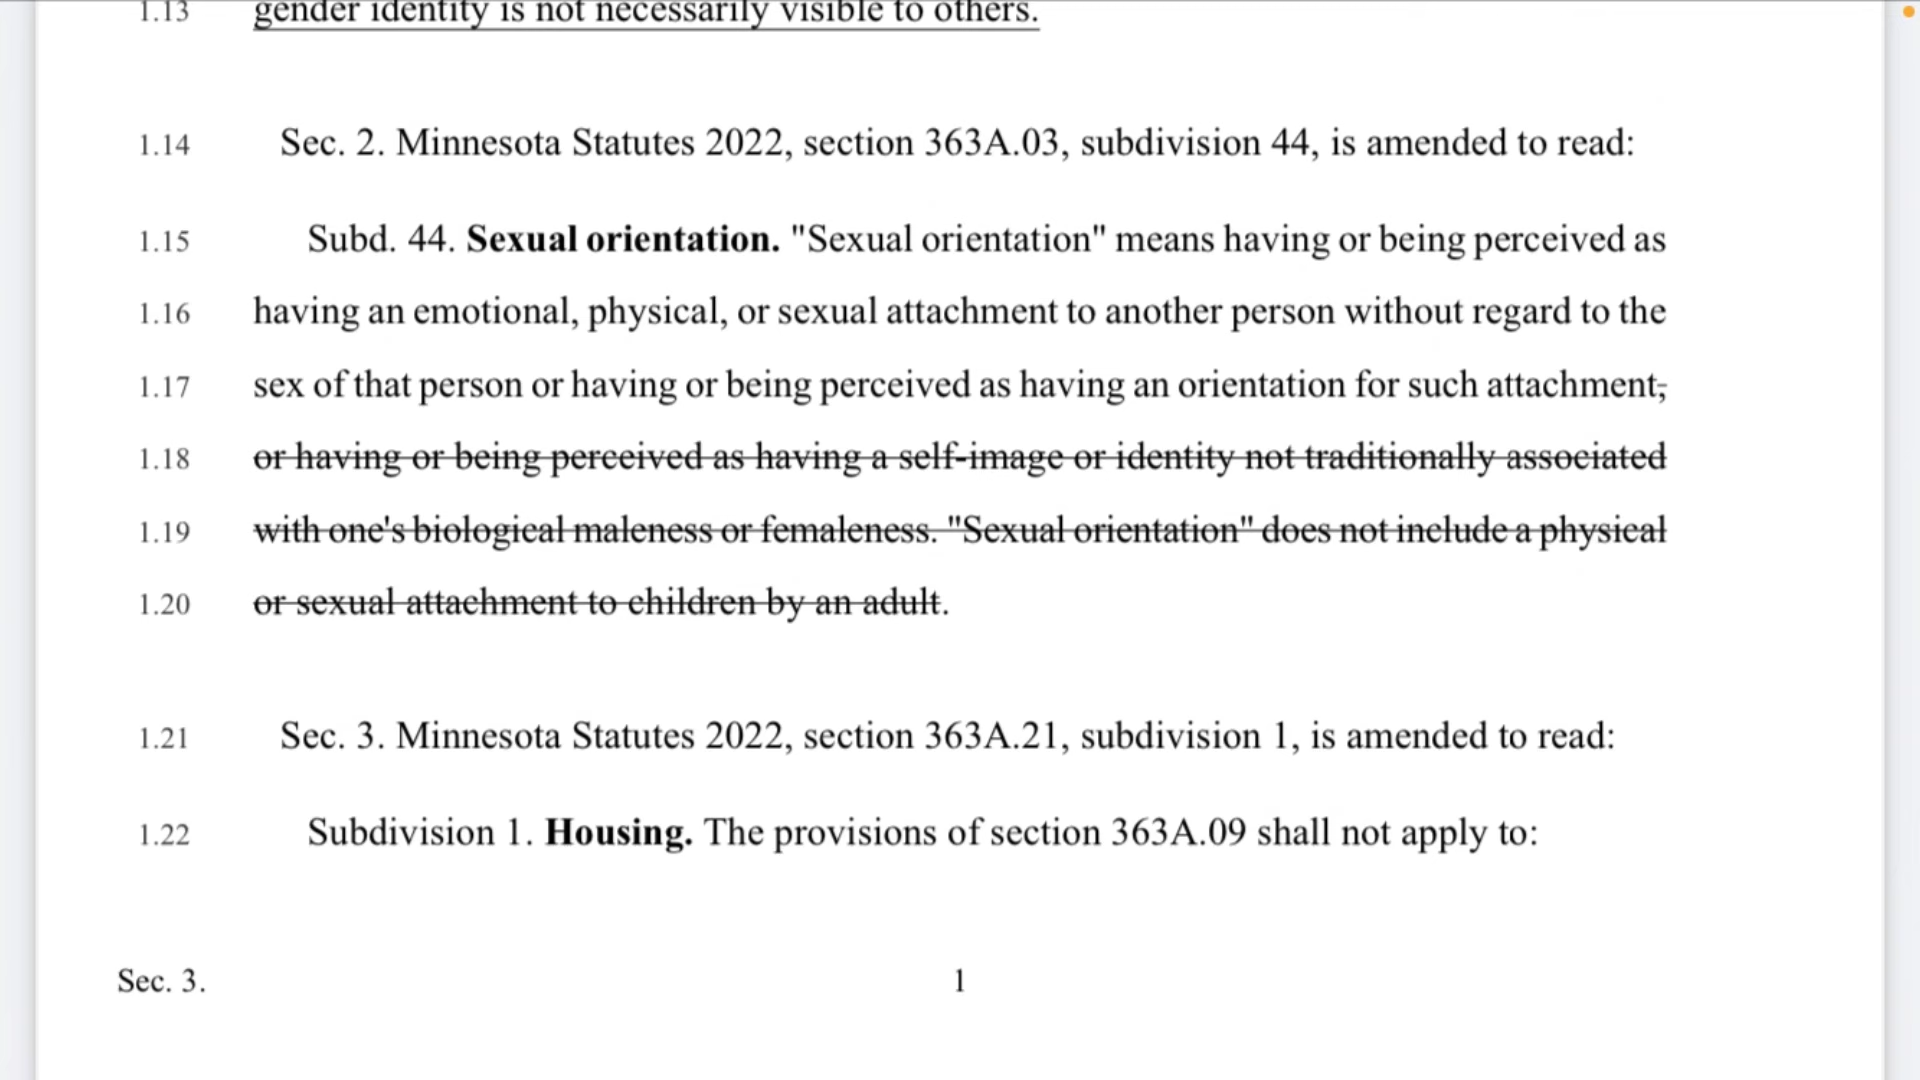 1.13 gender identity is not necessarily visible to others.
1.14 Sec. 2. Minnesota Statutes 2022, section 363A.03, subdivision 44, is amended to read:
1.15 Subd. 44. Sexual orientation. "Sexual orientation" means having or being perceived as
1.16 having an emotional, physical, or sexual attachment to another person without regard to the
1.17 sex of that person or having or being perceived as having an orientation for such attachment,
1.18 or having or being perceived as having a self-image or identity not traditionally associated
1.19 with one's biological maleness or femaleness. "Sexual orientation" does not include a physical
1.20 or sexual attachment to children by an adult.
1.21 Sec. 3. Minnesota Statutes 2022, section 363A.21, subdivision 1, is amended to read:
1.22 Subdivision 1. Housing. The provisions of section 363A.09 shall not apply to:
Sec. 3. 1